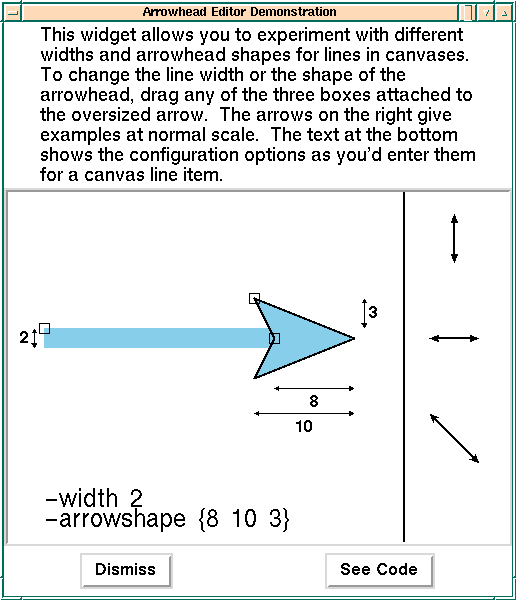 Arrowhead Editor Demonstration
This widget allows you to experiment with different
widths and arrowhead shapes for lines in canvases.
To change the line width or the shape of the
arrowhead, drag any of the three boxes attached to
the oversized arrow.  The arrows on the right give
examples at normal scale.  The text at the bottom
shows the configuration options as you'd enter them
for a canvas line item.
3
2
8
10
-width 2
-arrowshape {8 10 3}
Dismiss See Code